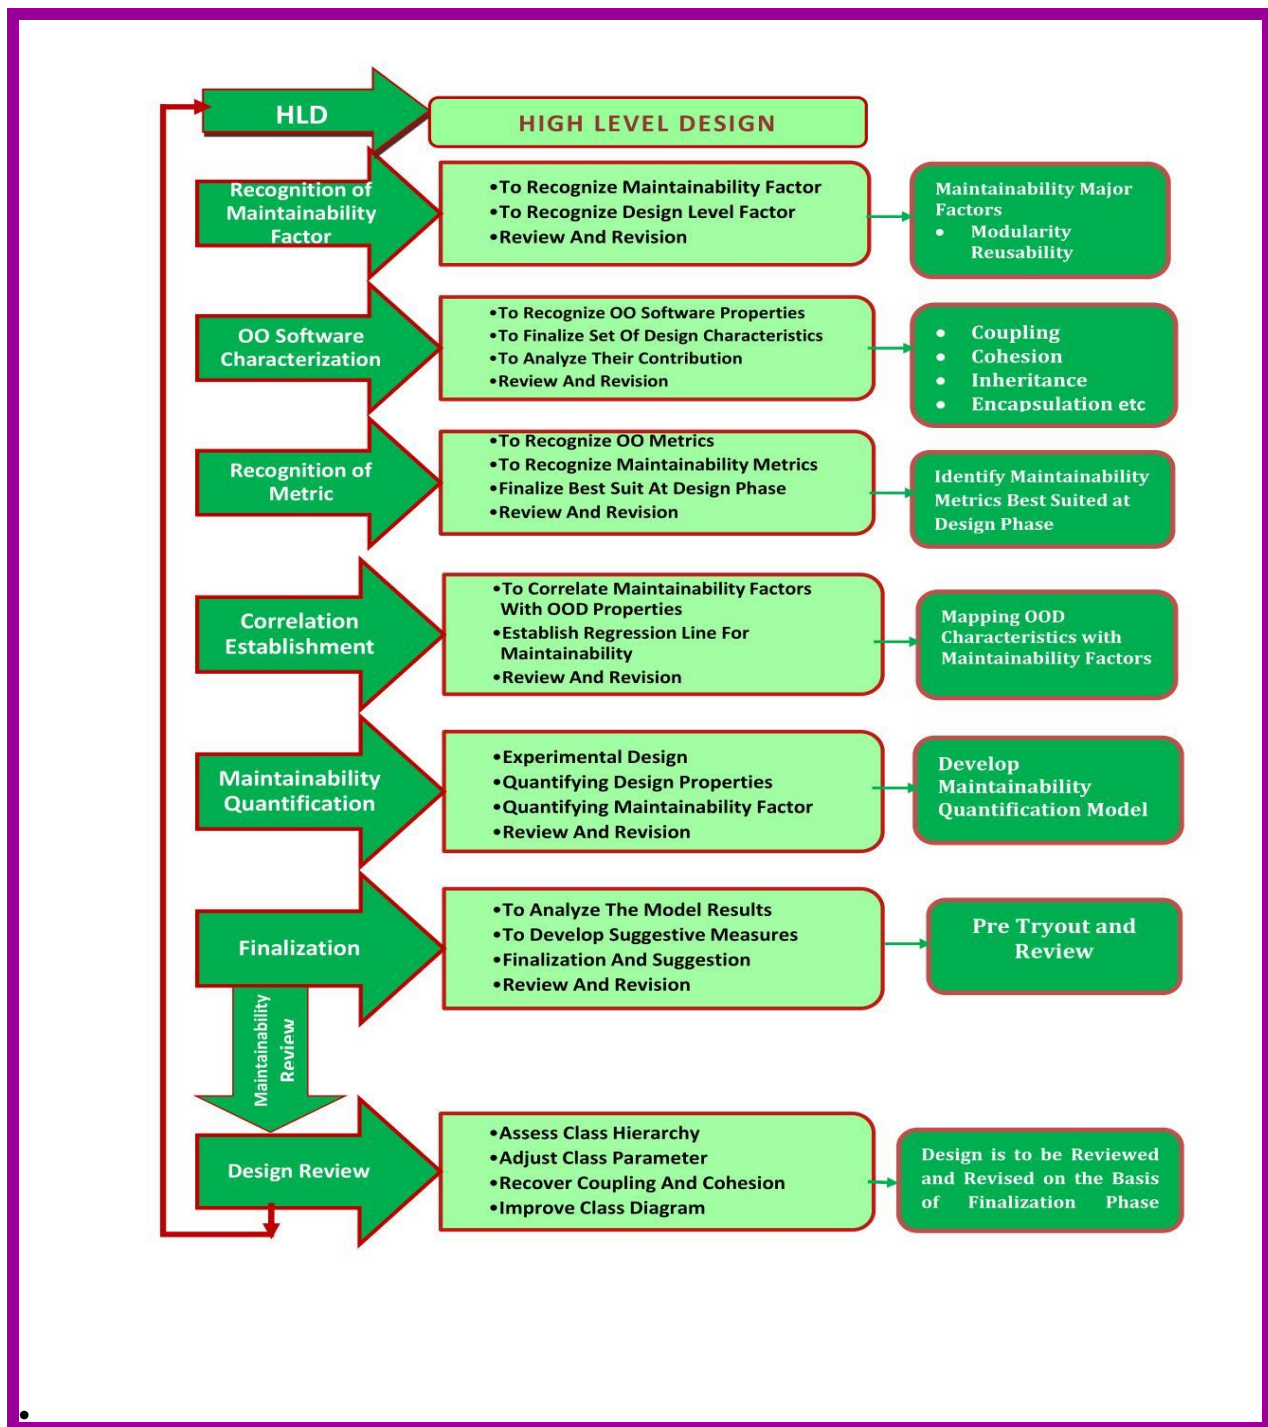 HLD
HIGH LEVEL DESIGN
Recognition of
Maintainability
Factor
•To Recognize Maintainability Factor
•To Recognize Design Level Factor
•Review And Revision
Maintainability Major
Factors
• Modularity
Reusability
OO Software
Characterization
•To Recognize OO Software Properties
•To Finalize Set Of Design Characteristics
•To Analyze Their Contribution
•Review And Revision
• Coupling
• Cohesion
• Inheritance
• Encapsulation etc
Recognition of
Metric
•To Recognize OO Metrics
•To Recognize Maintainability Metrics
•Finalize Best Suit At Design Phase
•Review And Revision
Identify Maintainability
Metrics Best Suited at
Design Phase
Correlation
Establishment
•To Correlate Maintainability Factors
With OOD Properties
•Establish Regression Line For
Maintainability
•Review And Revision
Mapping OOD
Characteristics with
Maintainability Factors
Maintainability
Quantification
•Experimental Design
•Quantifying Design Properties
•Quantifying Maintainability Factor
•Review And Revision
Develop
Maintainability
Quantification Model
Finalization
•To Analyze The Model Results
•To Develop Suggestive Measures
•Finalization And Suggestion
•Review And Revision
Pre Tryout and
Review
Maintainability
Review
Design Review
•Assess Class Hierarchy
•Adjust Class Parameter
•Recover Coupling And Cohesion
•Improve Class Diagram
Design is to be Reviewed
and Revised on the Basis
of Finalization Phase